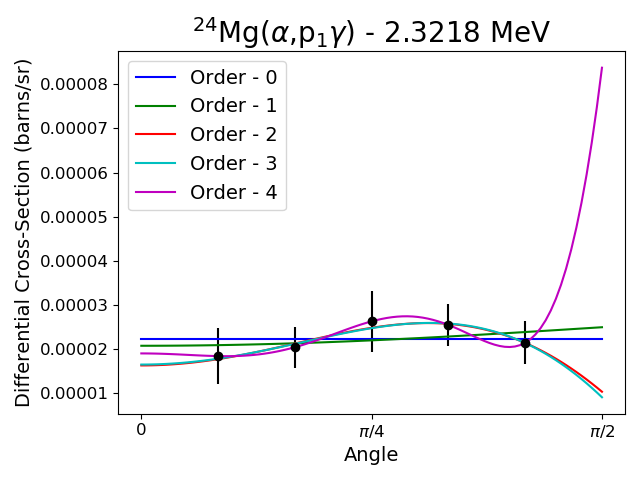 ²⁴Mg(α,p₁γ) - 2.3218 MeV
Differential Cross-Section (barns/sr)
0.00008
0.00007
0.00006
0.00005
0.00004
0.00003
0.00002
0.00001
Order - 0
Order - 1
Order - 2
Order - 3
Order - 4
0
π/4
π/2
Angle